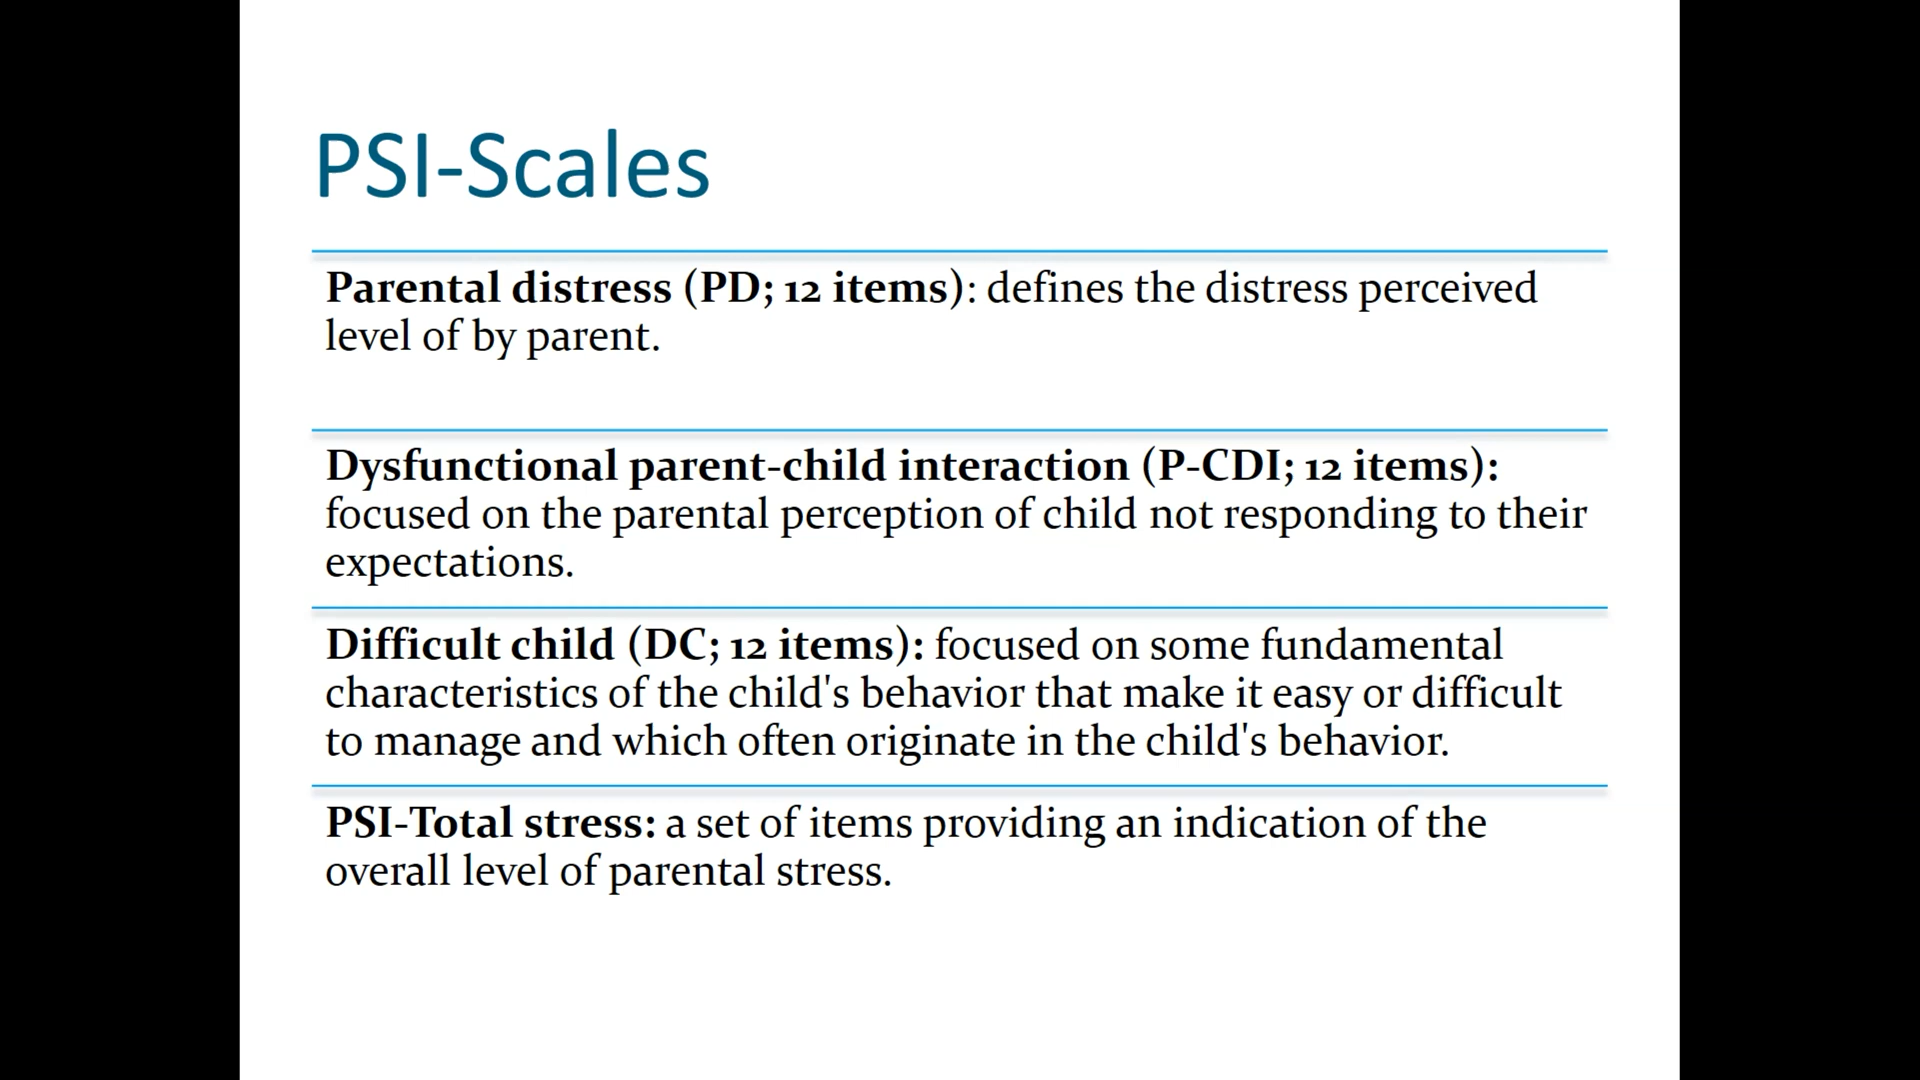 PSI-Scales
Parental distress (PD; 12 items): defines the distress perceived
level of by parent.
Dysfunctional parent-child interaction (P-CDI; 12 items):
focused on the parental perception of child not responding to their
expectations.
Difficult child (DC; 12 items): focused on some fundamental
characteristics of the child's behavior that make it easy or difficult
to manage and which often originate in the child's behavior.
PSI-Total stress: a set of items providing an indication of the
overall level of parental stress.